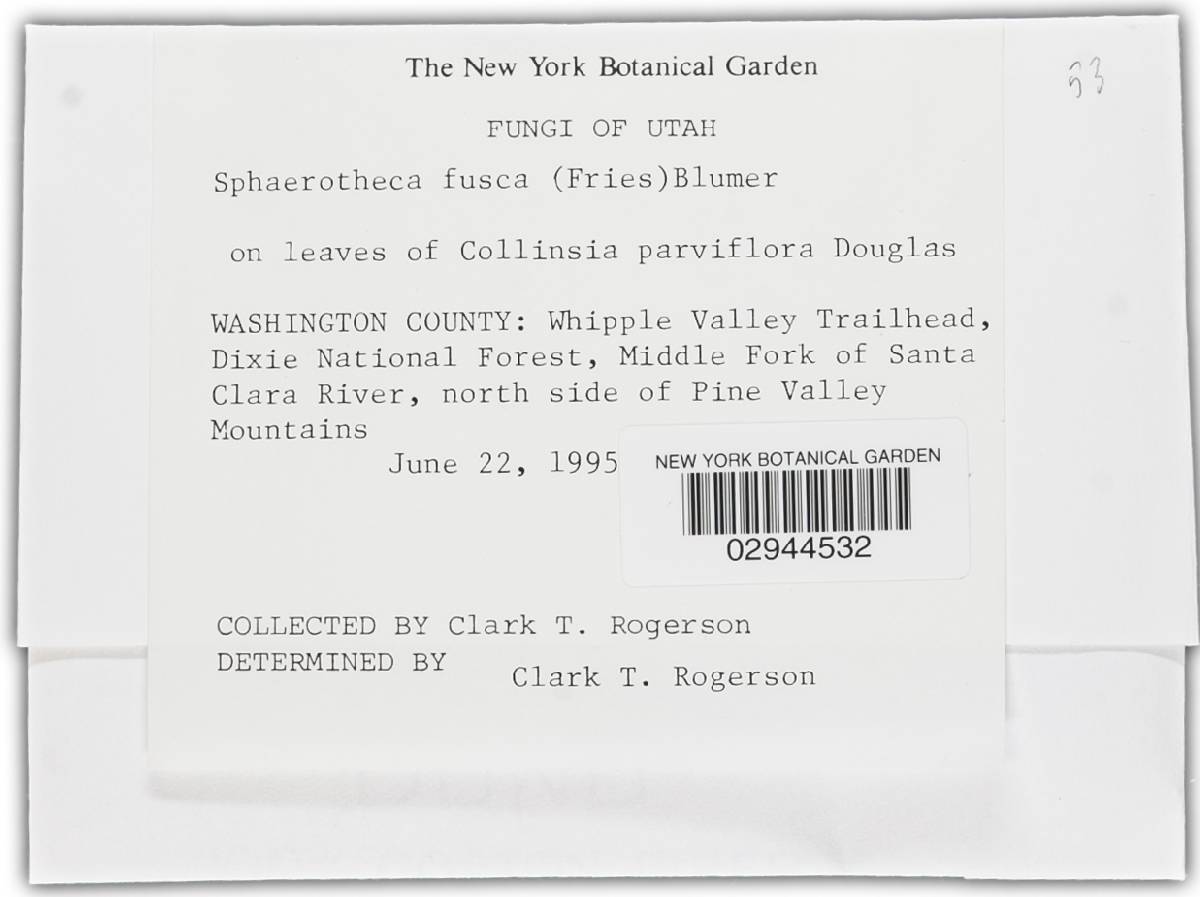 The New York Botanical Garden
53
FUNGI OF UTAH
Sphaerotheca fusca (Fries)Blumer
on leaves of Collinsia parviflora Douglas
WASHINGTON COUNTY: Whipple Valley Trailhead,
Dixie National Forest, Middle Fork of Santa
Clara River, north side of Pine Valley
Mountains
June 22, 1995
NEW YORK BOTANICAL GARDEN
02944532
COLLECTED BY Clark T. Rogerson
DETERMINED BY
Clark T. Rogerson